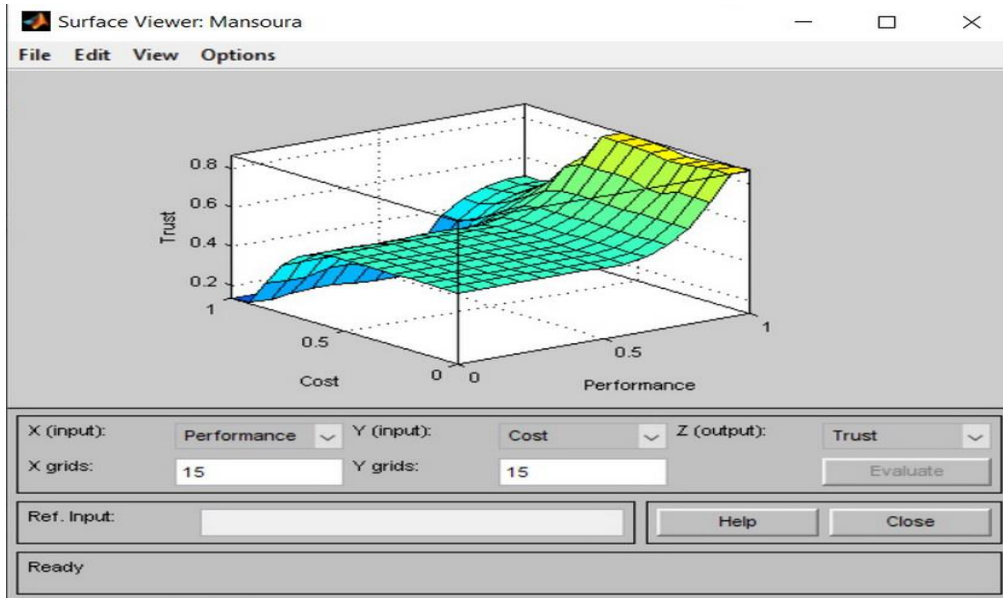 Surface Viewer: Mansoura
File Edit View Options
0.8
0.6
0.4
0.2
Trust
1
0.5
0
Cost
0
0.5
1
Performance
X (input): Performance Y (input): Cost Z (output): Trust
X grids: 15 Y grids: 15 Evaluate
Ref. Input: Help Close
Ready